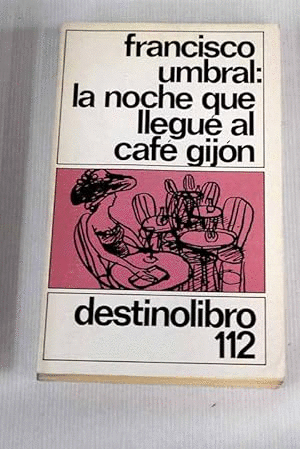 francisco
umbral:
la noche que
llegué al
café gijón
destinolibro
112